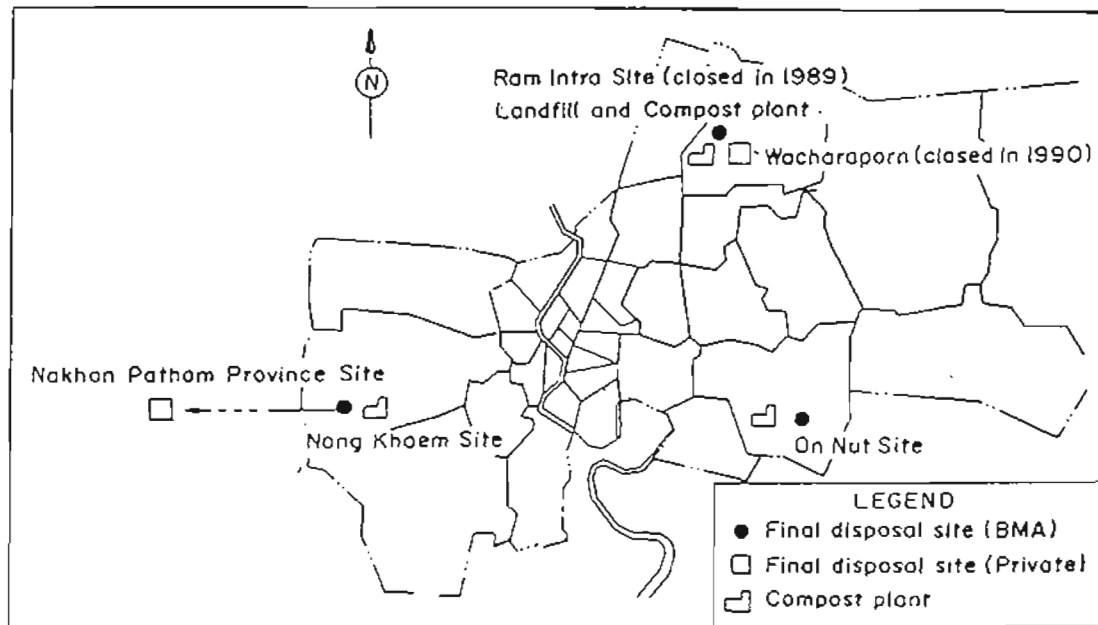 N
Ram Intra Site (closed in 1989)
Landfill and Compost plant
Wacharaporn (closed in 1990)
Nakhon Pathom Province Site
Nong Khaem Site
On Nut Site
LEGEND
Final disposal site (BMA)
Final disposal site (Private)
Compost plant